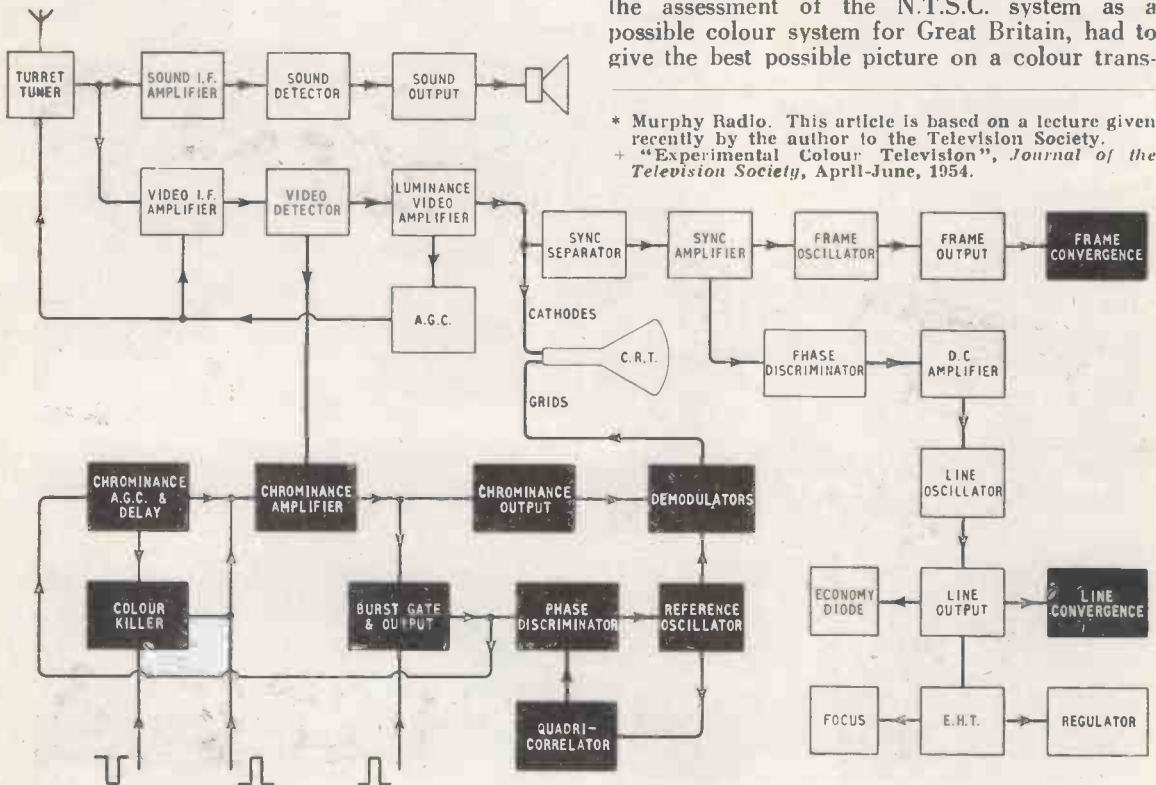 the assessment of the N.T.S.C. system as a
possible colour system for Great Britain, had to
give the best possible picture on a colour trans-
* Murphy Radio. This article is based on a lecture given
recently by the author to the Television Society.
+ "Experimental Colour Television", Journal of the
Television Society, April-June, 1954.
TURRET
TUNER
SOUND I.F.
AMPLIFIER
SOUND
DETECTOR
SOUND
OUTPUT
VIDEO I.F.
AMPLIFIER
VIDEO
DETECTOR
LUMINANCE
VIDEO
AMPLIFIER
A.G.C.
SYNC
SEPARATOR
SYNC
AMPLIFIER
FRAME
OSCILLATOR
FRAME
OUTPUT
FRAME
CONVERGENCE
CATHODES
C.R.T.
GRIDS
PHASE
DISCRIMINATOR
D.C
AMPLIFIER
LINE
OSCILLATOR
CHROMINANCE
A.G.C. &
DELAY
CHROMINANCE
AMPLIFIER
CHROMINANCE
OUTPUT
DEMODULATORS
COLOUR
KILLER
BURST GATE
& OUTPUT
PHASE
DISCRIMINATOR
REFERENCE
OSCILLATOR
QUADRI-
CORRELATOR
ECONOMY
DIODE
LINE
OUTPUT
LINE
CONVERGENCE
FOCUS
E.H.T.
REGULATOR